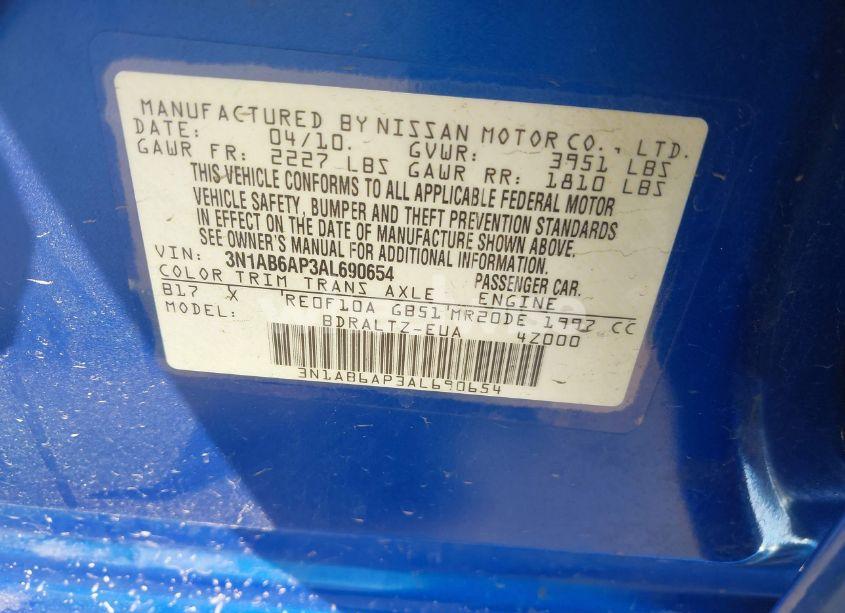 MANUFACTURED BY NISSAN MOTOR CO., LTD.
DATE: 04/10. GVWR: 3951 LBS
GAWR FR: 2227 LBS GAWR RR: 1810 LBS
THIS VEHICLE CONFORMS TO ALL APPLICABLE FEDERAL MOTOR
VEHICLE SAFETY, BUMPER AND THEFT PREVENTION STANDARDS
IN EFFECT ON THE DATE OF MANUFACTURE SHOWN ABOVE.
SEE OWNER'S MANUAL FOR ADDITIONAL INFORMATION.
VIN: 3N1AB6AP3AL690654 PASSENGER CAR.
COLOR TRIM TRANS AXLE ENGINE
B17 X RE0F10A GB51 MR20DE 1997 CC
MODEL: BDRALTZ-EUA 4Z000
3N1AB6AP3AL690654